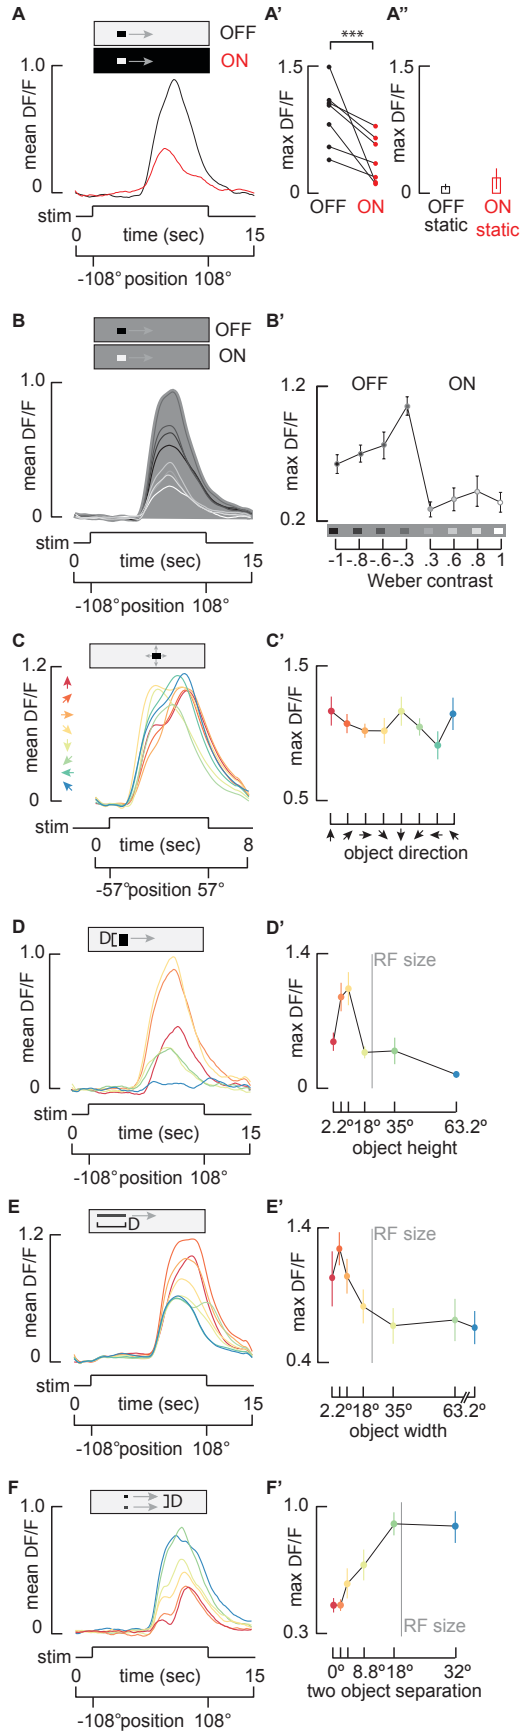 A
A'
A''
OFF
ON
***
1.0
mean DF/F
0
1.5
max DF/F
0
OFF
ON
1.5
max DF/F
0
OFF
static
ON
static
stim
0
time (sec)
15
-108° position 108°
B
B'
OFF
ON
1.0
mean DF/F
0
1.2
OFF
ON
max DF/F
0.2
stim
0
time (sec)
15
-108° position 108°
-1 -.8 -.6 -.3 .3 .6 .8 1
Weber contrast
C
C'
1.2
mean DF/F
0
1.5
max DF/F
0.5
stim
0
time (sec)
8
-57° position 57°
object direction
D
D'
D
1.0
mean DF/F
0
1.4
RF size
max DF/F
0
stim
0
time (sec)
15
-108° position 108°
2.2° 18° 35° 63.2°
object height
E
E'
D
1.2
mean DF/F
0
1.4
RF size
max DF/F
0.4
stim
0
time (sec)
15
-108° position 108°
2.2° 18° 35° 63.2°
object width
F
F'
D
1.0
mean DF/F
0
1.0
max DF/F
RF size
0.3
stim
0
time (sec)
15
-108° position 108°
0° 8.8° 18° 32°
two object separation